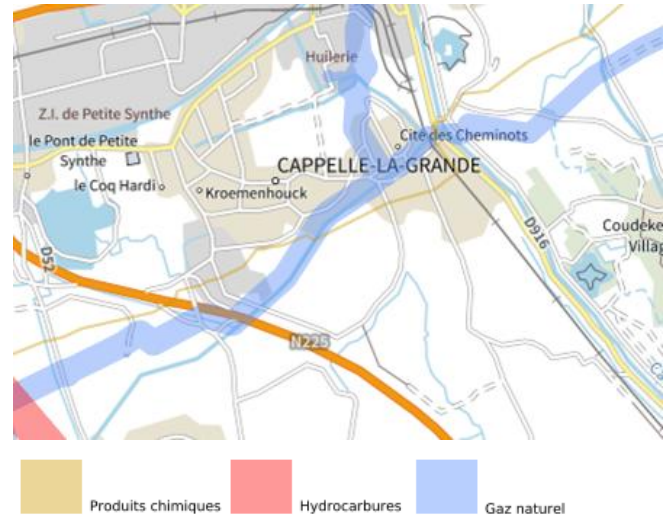 Huilerie
Z.I. de Petite Synthe
le Pont de Petite
Synthe
Cité des Cheminots
CAPPELLE-LA-GRANDE
le Coq Hardi
Kroemenhouck
D52
D916
Coudeke
Villag
N225
Ca
Produits chimiques
Hydrocarbures
Gaz naturel